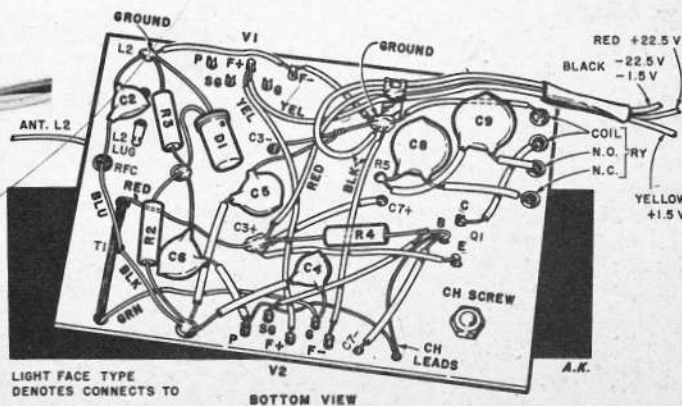 GROUND
L2
V1
P
F+
SG
G
F-
GROUND
RED +22.5 V
BLACK -22.5 V
-1.5 V
YELLOW
+1.5 V
ANT. L2
C2
R3
L2
LUG
D1
YEL
YEL
C3-
RFC
RED
BLU
T1
R2
BLK
GRN
C6
C5
C3+
RED
BLK
R5
C8
C9
COIL
N.O.
RY
N.C.
C7+
R4
B
C
E
Q1
C4
P
SG
F+
G
F-
V2
C7-
CH SCREW
CH
LEADS
A.K.
LIGHT FACE TYPE
DENOTES CONNECTS TO
BOTTOM VIEW